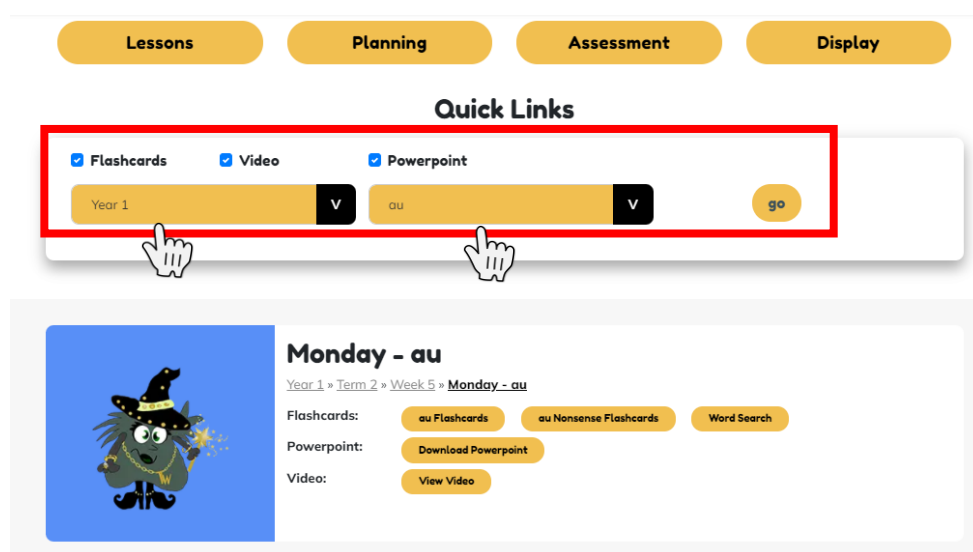 Lessons Planning Assessment Display
Quick Links
Flashcards Video Powerpoint
Year 1 V au V go
Monday - au
Year 1 » Term 2 » Week 5 » Monday - au
Flashcards: au Flashcards au Nonsense Flashcards Word Search
Powerpoint: Download Powerpoint
Video: View Video
W